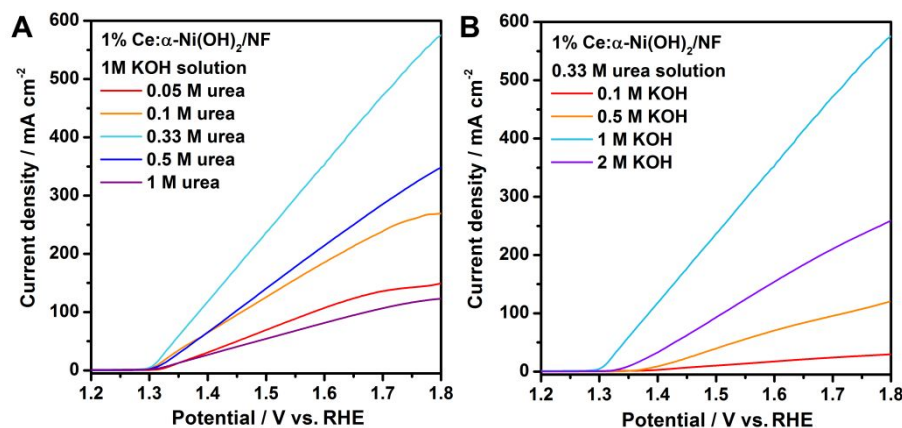 A
1% Ce:α-Ni(OH)₂/NF
1M KOH solution
0.05 M urea
0.1 M urea
0.33 M urea
0.5 M urea
1 M urea
Current density / mA cm⁻²
600
500
400
300
200
100
0
1.2 1.3 1.4 1.5 1.6 1.7 1.8
Potential / V vs. RHE
B
1% Ce:α-Ni(OH)₂/NF
0.33 M urea solution
0.1 M KOH
0.5 M KOH
1 M KOH
2 M KOH
Current density / mA cm⁻²
600
500
400
300
200
100
0
1.2 1.3 1.4 1.5 1.6 1.7 1.8
Potential / V vs. RHE